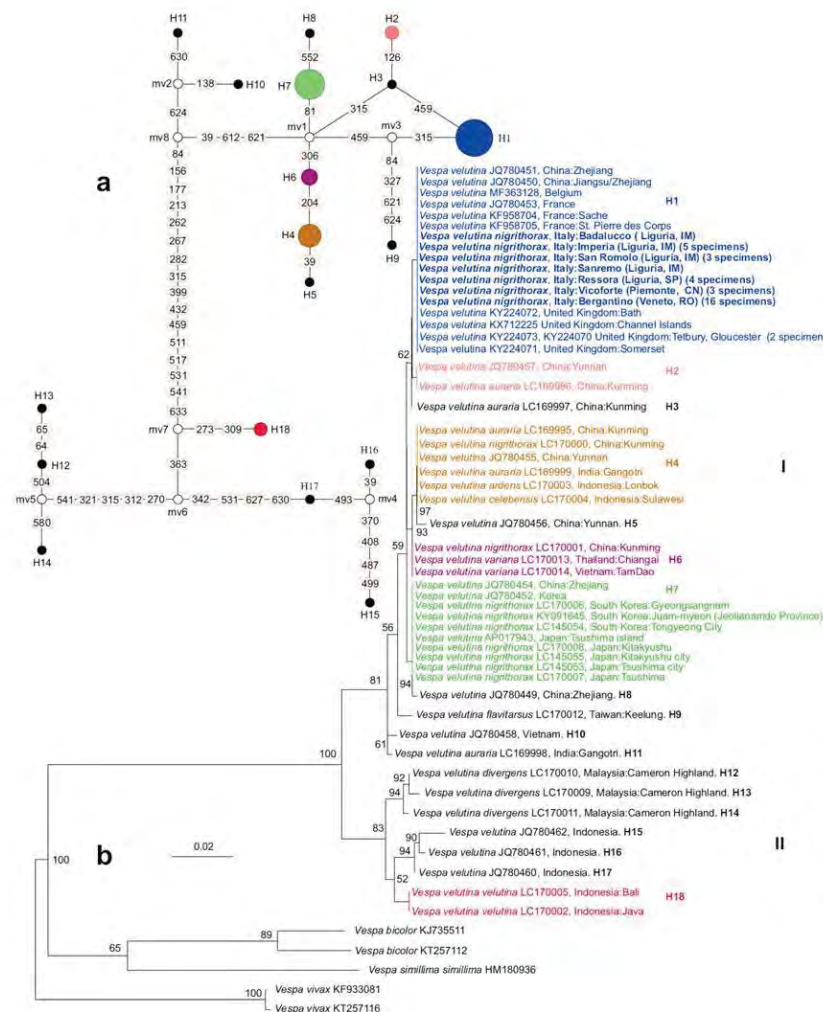 H11
H8
H2
630
552
126
mv2
138
H10
H7
H3
624
81
315
459
mv8
39
612
621
mv1
459
mv3
315
H1
84
306
84
a
156
177
213
262
267
282
315
399
432
459
511
517
531
541
633
H6
204
H4
39
H5
327
621
624
H9
mv7
273
309
H18
363
H13
65
64
H12
504
mv5
541
321
315
312
270
mv6
342
531
627
630
H17
493
mv4
580
H14
H16
39
370
408
487
499
H15
Vespa velutina JQ780451, China:Zhejiang
Vespa velutina JQ780450, China:Jiangsu/Zhejiang
Vespa velutina MF363128, Belgium
H1
Vespa velutina JQ780453, France
Vespa velutina KF958704, France:Sache
Vespa velutina KF958705, France:St. Pierre des Corps
Vespa velutina nigrithorax, Italy:Badalucco ( Liguria, IM)
Vespa velutina nigrithorax, Italy:Imperia (Liguria, IM) (5 specimens)
Vespa velutina nigrithorax, Italy:San Romolo (Liguria, IM) (3 specimens)
Vespa velutina nigrithorax, Italy:Sanremo (Liguria, IM)
Vespa velutina nigrithorax, Italy:Ressora (Liguria, SP) (4 specimens)
Vespa velutina nigrithorax, Italy:Vicoforte (Piemonte, CN) (3 specimens)
Vespa velutina nigrithorax, Italy:Bergantino (Veneto, RO) (16 specimens)
Vespa velutina KY224072, United Kingdom:Bath
Vespa velutina KX712225 United Kingdom:Channel Islands
Vespa velutina KY224073, KY224070 United Kingdom:Telbury, Gloucester (2 specimen
Vespa velutina KY224071, United Kingdom:Somerset
62
Vespa velutina JQ780457, China:Yunnan
H2
Vespa velutina auraria LC169996, China:Kunming
Vespa velutina auraria LC169997, China:Kunming H3
Vespa velutina auraria LC169995, China:Kunming
Vespa velutina nigrithorax LC170000, China:Kunming
Vespa velutina JQ780455, China:Yunnan
H4
I
Vespa velutina auraria LC169999, India:Gangotri
Vespa velutina ardens LC170003, Indonesia:Lonbok
Vespa velutina celebensis LC170004, Indonesia:Sulawesi
97
Vespa velutina JQ780456, China:Yunnan. H5
93
59
Vespa velutina nigrithorax LC170001, China:Kunming
Vespa velutina variana LC170013, Thailand:Chiangai H6
Vespa velutina variana LC170014, Vietnam:TamDao
Vespa velutina JQ780454, China:Zhejiang
H7
Vespa velutina JQ780452, Korea
Vespa velutina nigrithorax LC170006, South Korea:Gyeongsangnam
Vespa velutina nigrithorax KY091645, South Korea:Juam-myeon (Jeollanamdo Province)
Vespa velutina nigrithorax LC145054, South Korea:Tongyeong City
56
Vespa velutina AP017943, Japan:Tsushima island
Vespa velutina nigrithorax LC170008, Japan:Kitakyushu
Vespa velutina nigrithorax LC145055, Japan:Kitakyushu city
Vespa velutina nigrithorax LC145053, Japan:Tsushima city
Vespa velutina nigrithorax LC170007, Japan:Tsushima
94
Vespa velutina JQ780449, China:Zhejiang. H8
81
Vespa velutina flavitarsus LC170012, Taiwan:Keelung. H9
Vespa velutina JQ780458, Vietnam. H10
61
Vespa velutina auraria LC169998, India:Gangotri. H11
100
92
Vespa velutina divergens LC170010, Malaysia:Cameron Highland. H12
Vespa velutina divergens LC170009, Malaysia:Cameron Highland. H13
94
Vespa velutina divergens LC170011, Malaysia:Cameron Highland. H14
83
90
Vespa velutina JQ780462, Indonesia. H15
II
94
Vespa velutina JQ780461, Indonesia. H16
Vespa velutina JQ780460, Indonesia. H17
52
Vespa velutina velutina LC170005, Indonesia:Bali
H18
Vespa velutina velutina LC170002, Indonesia:Java
b
0.02
100
Vespa bicolor KJ735511
89
Vespa bicolor KT257112
65
Vespa simillima simillima HM180936
Vespa vivax KF933081
100
Vespa vivax KT257116